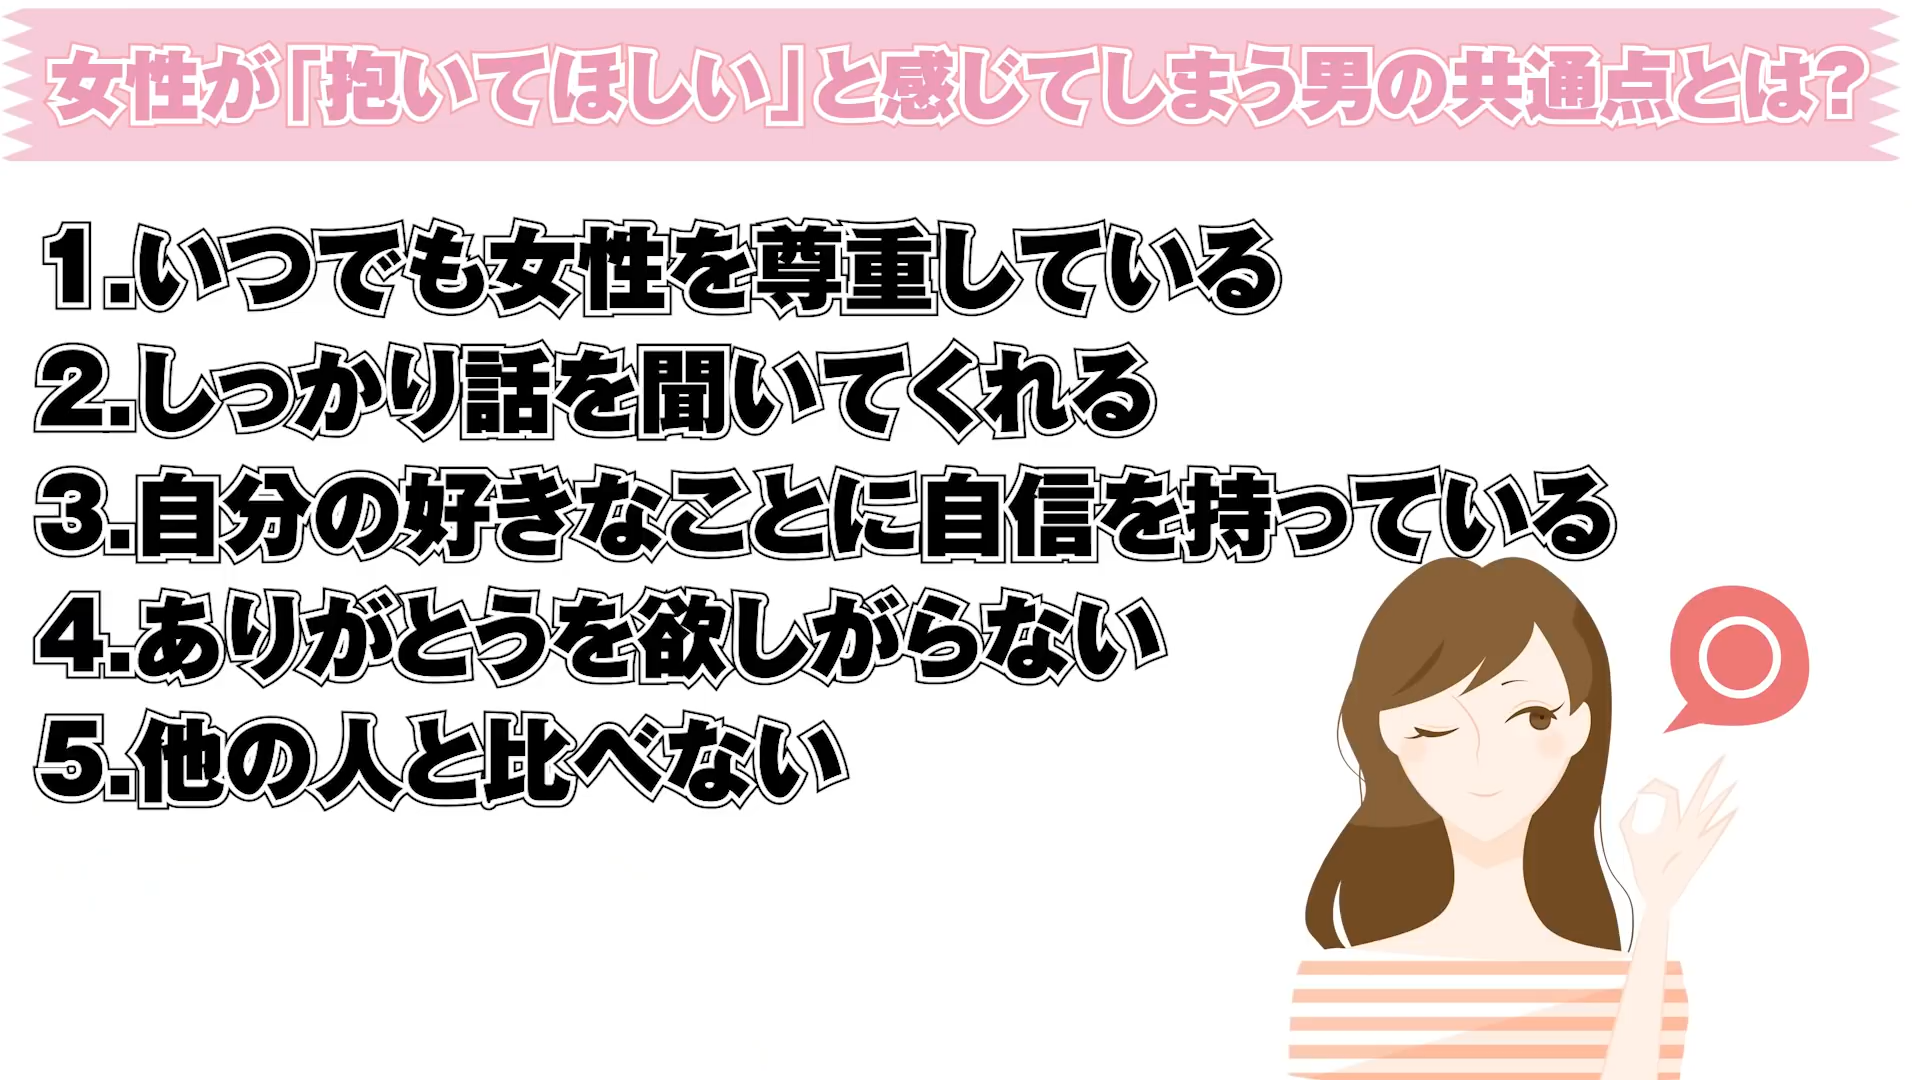 女性が「抱いてほしい」と感じてしまう男の共通点とは?
1.いつでも女性を尊重している
2.しっかり話を聞いてくれる
3.自分の好きなことに自信を持っている
4.ありがとうを欲しがらない
5.他の人と比べない